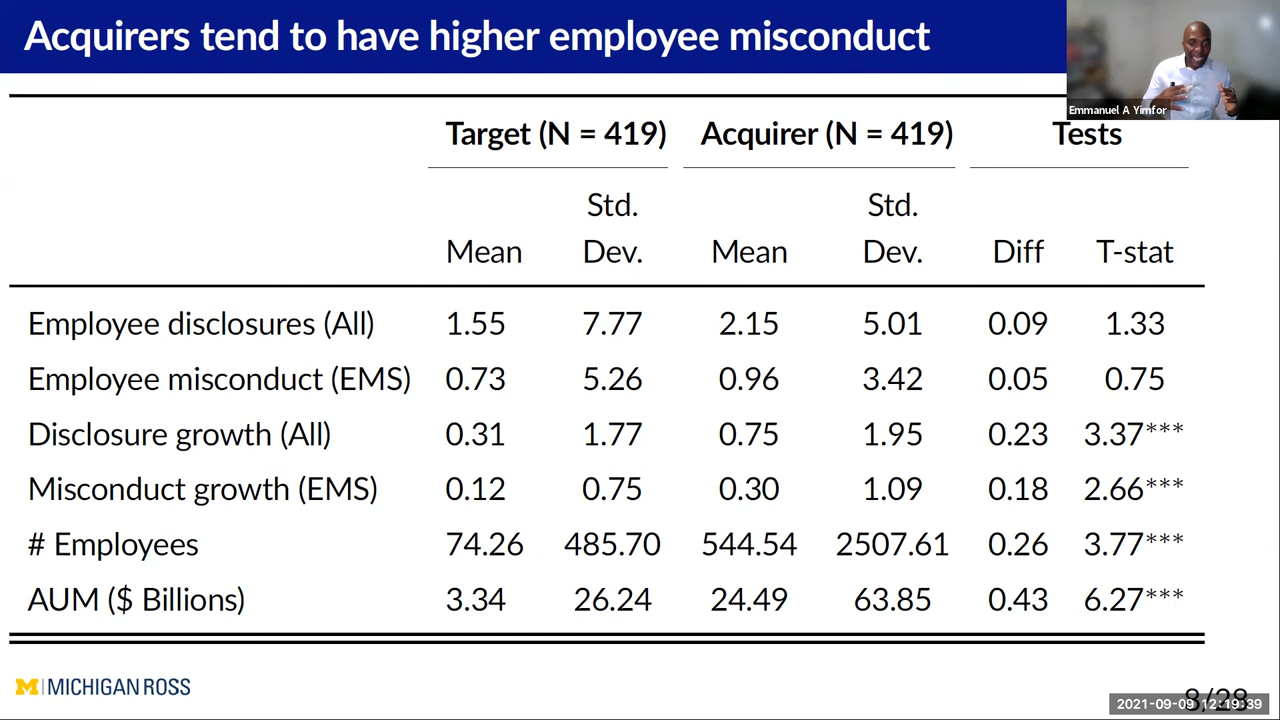 Acquirers tend to have higher employee misconduct
Emmanuel A Yimfor
Target (N = 419) Acquirer (N = 419) Tests
Std. Std.
Mean Dev. Mean Dev. Diff T-stat
Employee disclosures (All) 1.55 7.77 2.15 5.01 0.09 1.33
Employee misconduct (EMS) 0.73 5.26 0.96 3.42 0.05 0.75
Disclosure growth (All) 0.31 1.77 0.75 1.95 0.23 3.37***
Misconduct growth (EMS) 0.12 0.75 0.30 1.09 0.18 2.66***
# Employees 74.26 485.70 544.54 2507.61 0.26 3.77***
AUM ($ Billions) 3.34 26.24 24.49 63.85 0.43 6.27***
M | MICHIGAN ROSS
8/28
2021-09-09 12:19:39